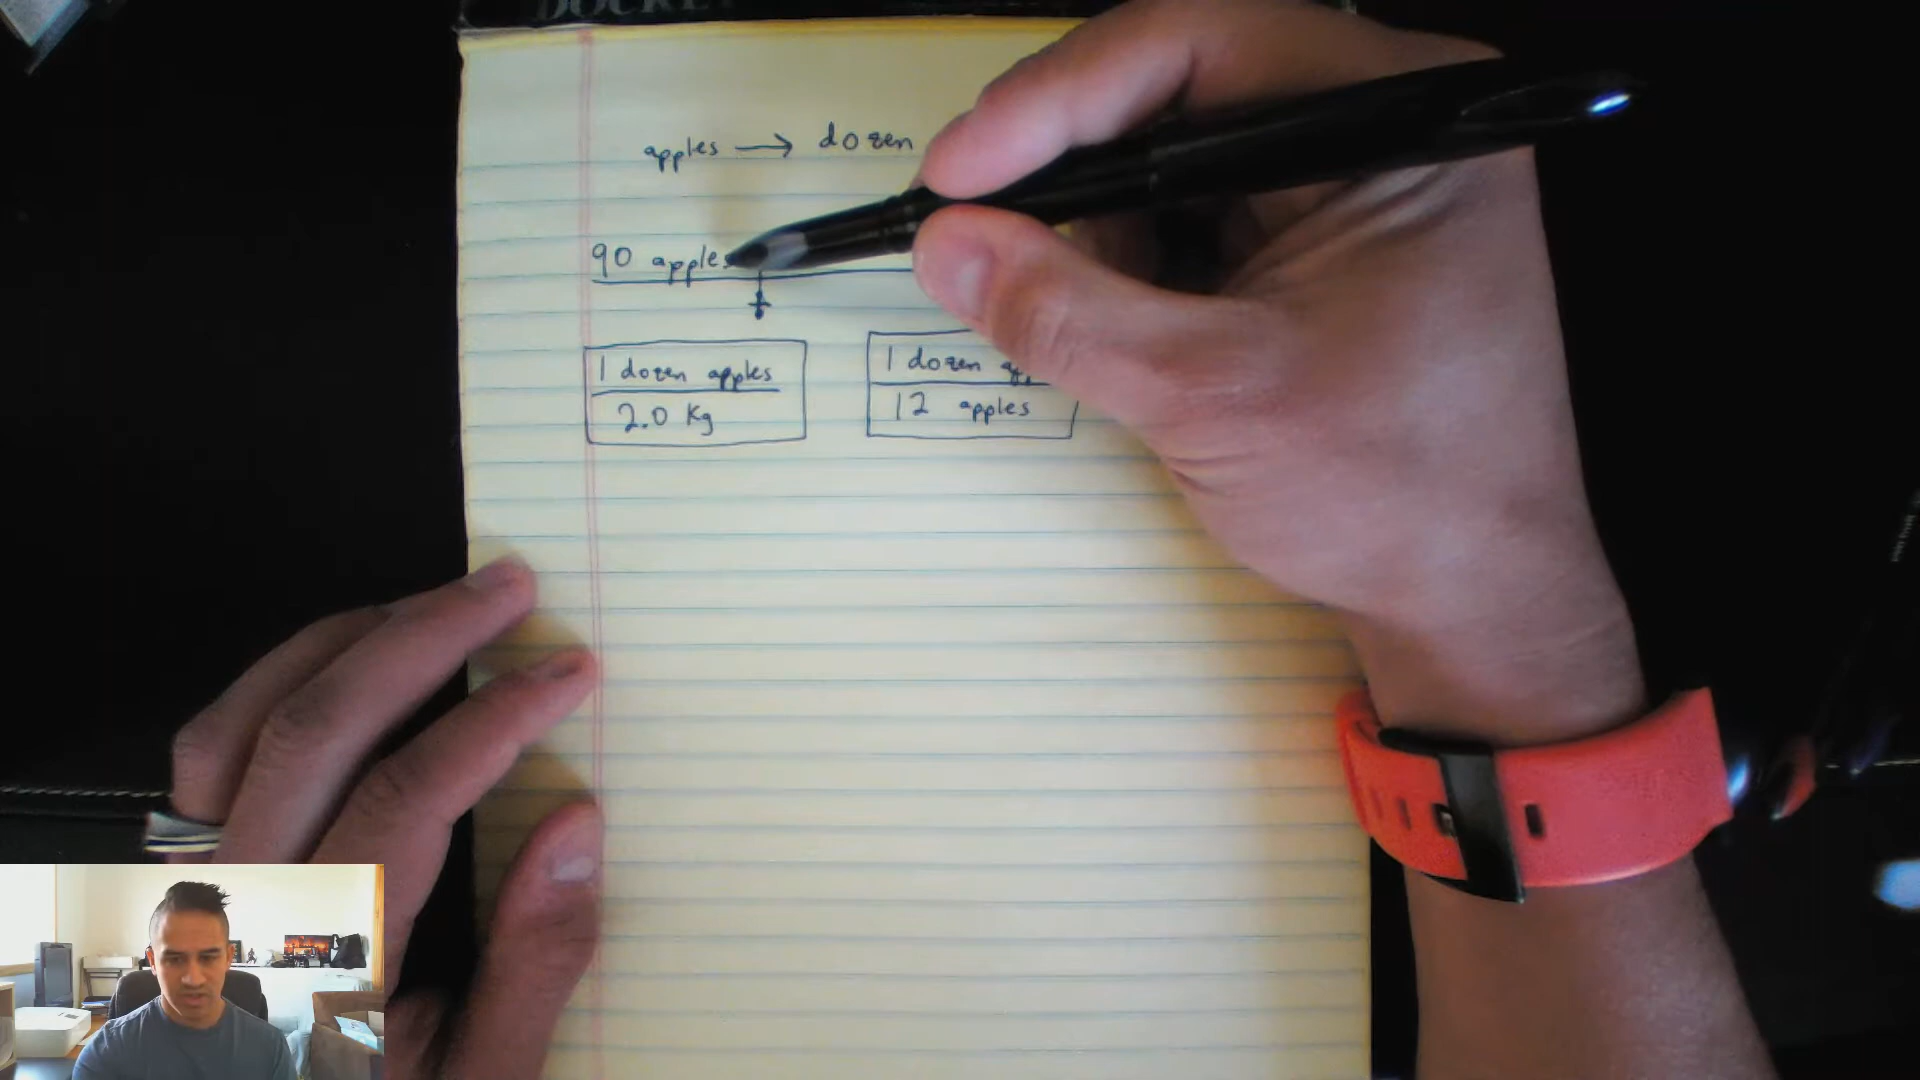 apples → dozen
90 apples
1 dozen apples
2.0 Kg
1 dozen
12 apples